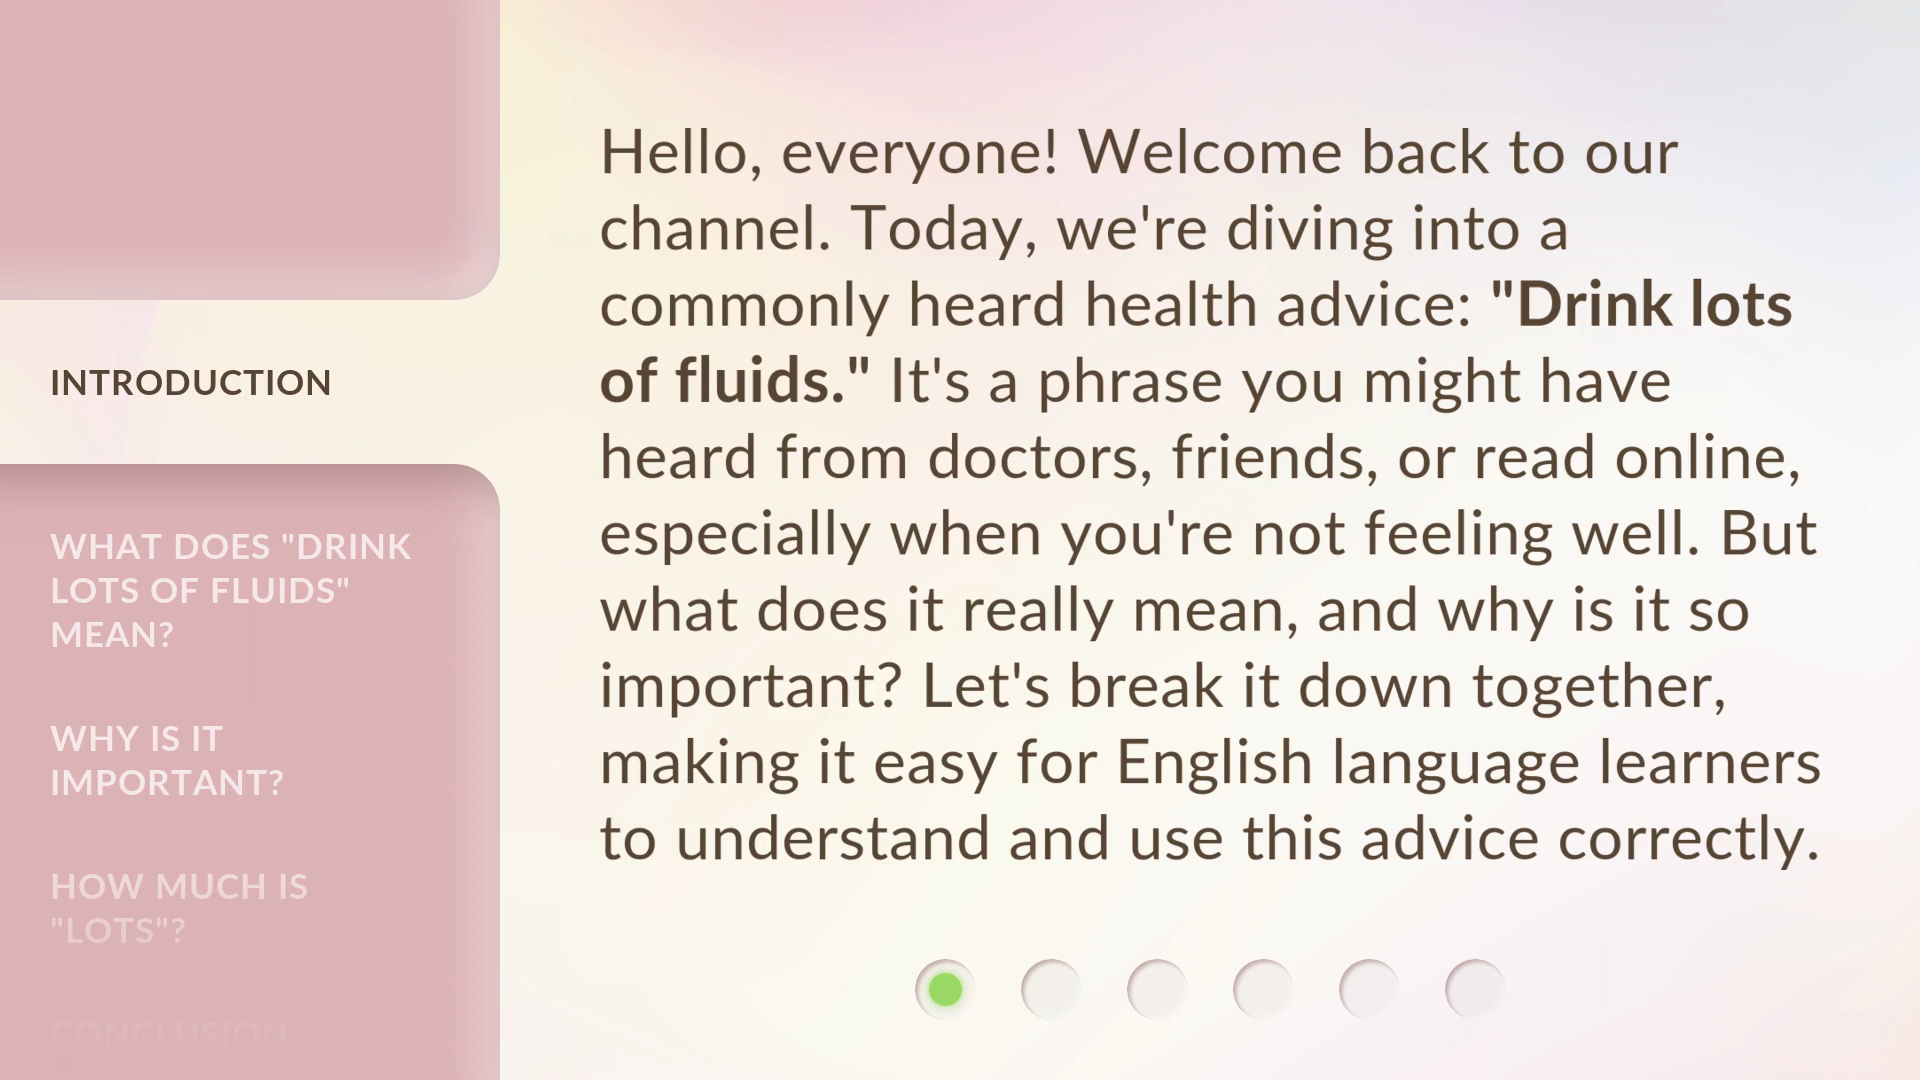 INTRODUCTION
WHAT DOES "DRINK
LOTS OF FLUIDS"
MEAN?
WHY IS IT
IMPORTANT?
HOW MUCH IS
"LOTS"?
CONCLUSION
Hello, everyone! Welcome back to our
channel. Today, we're diving into a
commonly heard health advice: "Drink lots
of fluids." It's a phrase you might have
heard from doctors, friends, or read online,
especially when you're not feeling well. But
what does it really mean, and why is it so
important? Let's break it down together,
making it easy for English language learners
to understand and use this advice correctly.